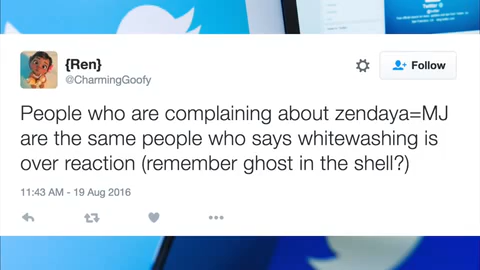 {Ren}
@CharmingGoofy
Follow
People who are complaining about zendaya=MJ
are the same people who says whitewashing is
over reaction (remember ghost in the shell?)
11:43 AM - 19 Aug 2016